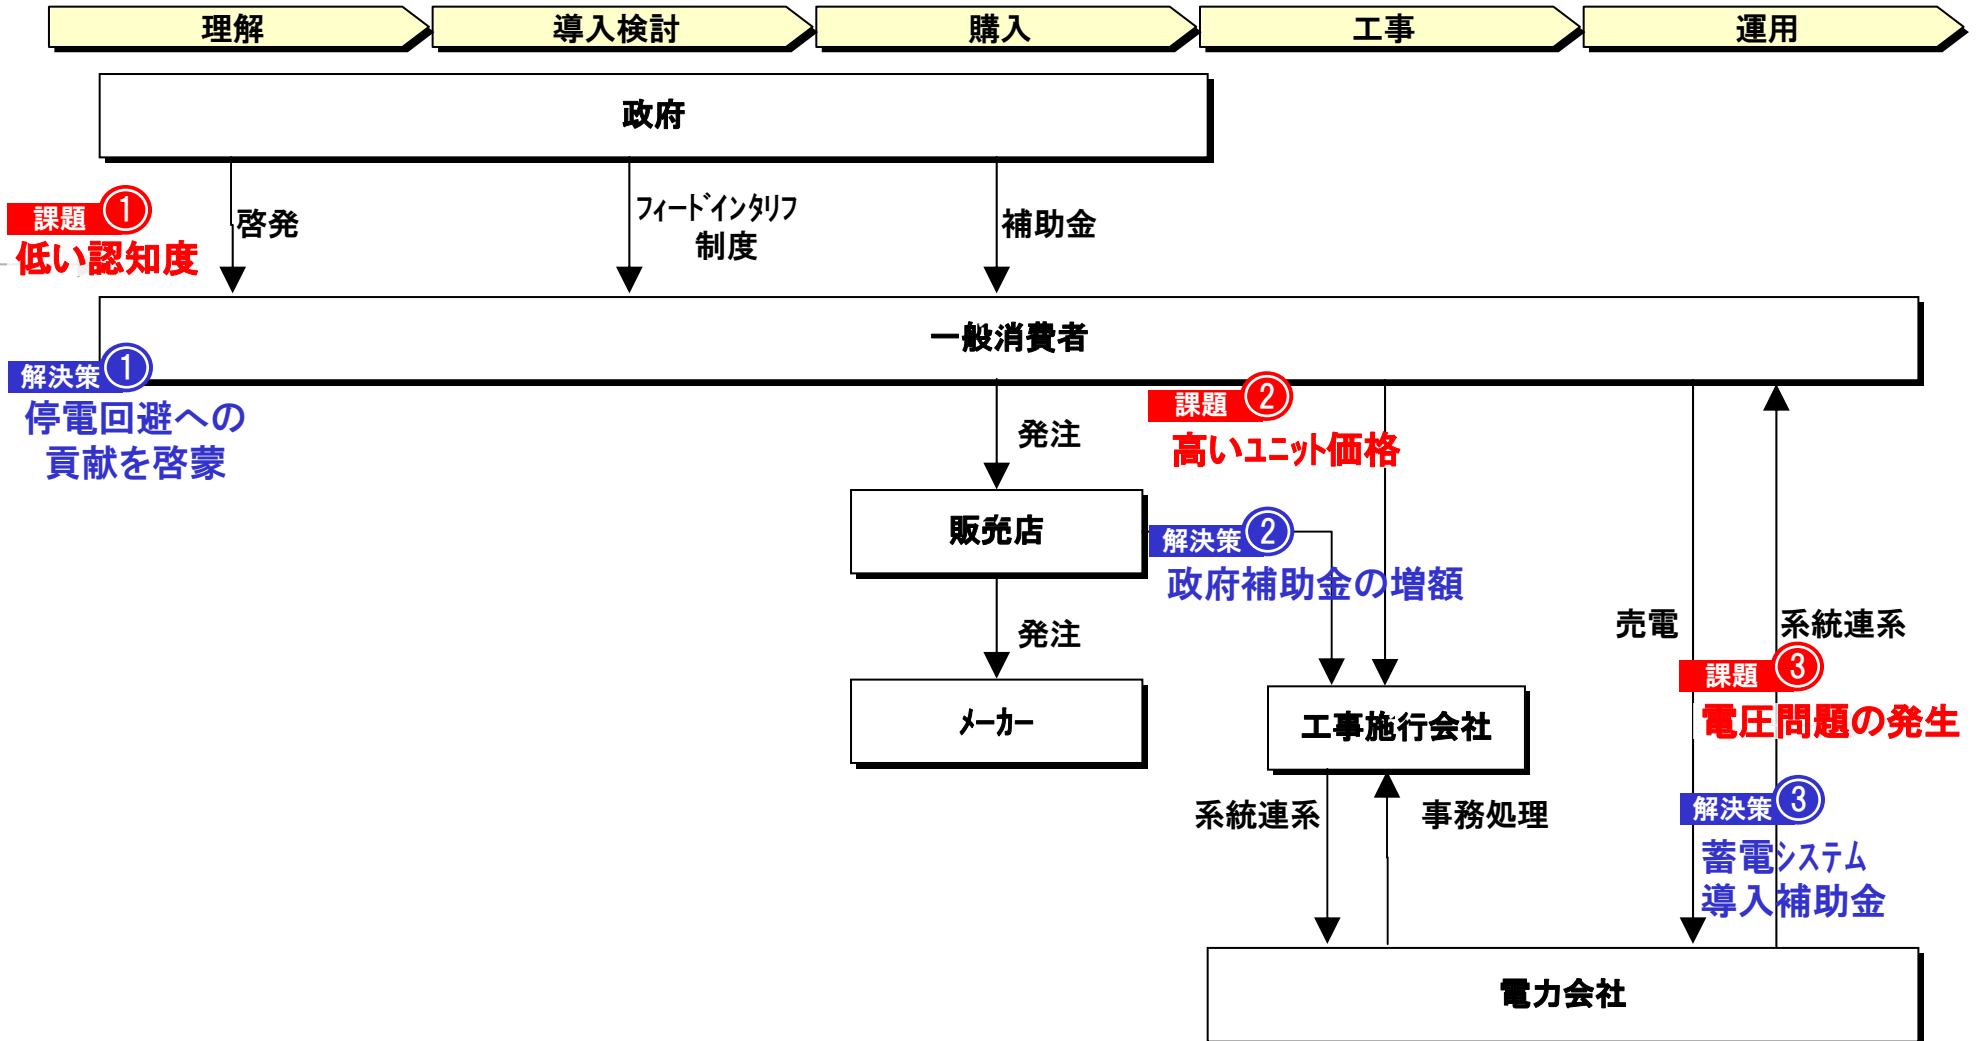 理解
導入検討
購入
工事
運用
政府
課題 ①
低い認知度
啓発
フィードインタリフ
制度
補助金
一般消費者
解決策 ①
停電回避への
貢献を啓蒙
発注
課題 ②
高いユニット価格
販売店
解決策 ②
政府補助金の増額
発注
売電
系統連系
課題 ③
電圧問題の発生
メーカー
工事施行会社
系統連系
事務処理
解決策 ③
蓄電システム
導入補助金
電力会社